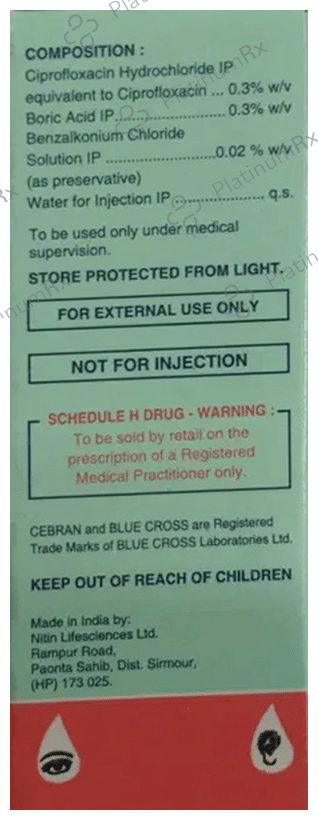 COMPOSITION :
Ciprofloxacin Hydrochloride IP
equivalent to Ciprofloxacin ... 0.3% w/v
Boric Acid IP............................ 0.3% w/v
Benzalkonium Chloride
Solution IP ............................0.02 % w/v
(as preservative)
Water for Injection IP ....................... q.s.
To be used only under medical
supervision.
STORE PROTECTED FROM LIGHT.
FOR EXTERNAL USE ONLY
NOT FOR INJECTION
SCHEDULE H DRUG - WARNING :
To be sold by retail on the
prescription of a Registered
Medical Practitioner only.
CEBRAN and BLUE CROSS are Registered
Trade Marks of BLUE CROSS Laboratories Ltd.
KEEP OUT OF REACH OF CHILDREN
Made in India by:
Nitin Lifesciences Ltd.
Rampur Road,
Paonta Sahib, Dist. Sirmour,
(HP) 173 025.
PlatinumRx